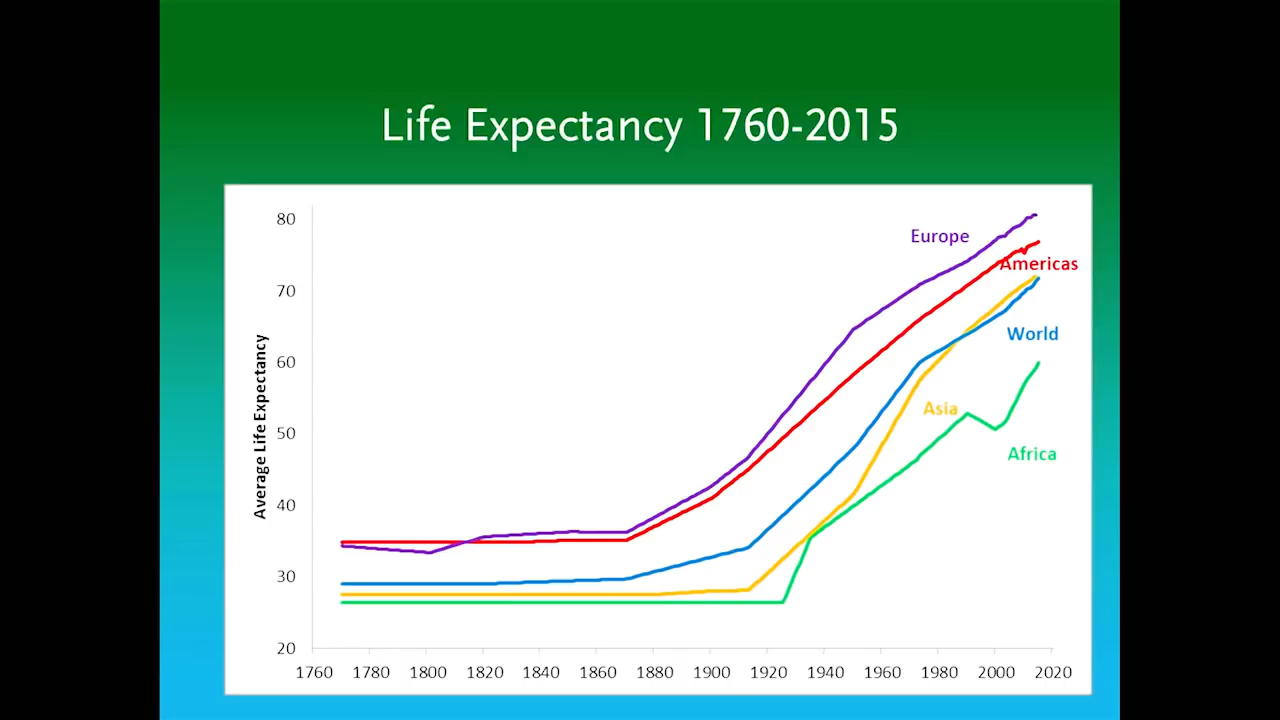 Life Expectancy 1760-2015
80
70
60
50
40
30
20
Average Life Expectancy
Europe
Americas
World
Asia
Africa
1760 1780 1800 1820 1840 1860 1880 1900 1920 1940 1960 1980 2000 2020